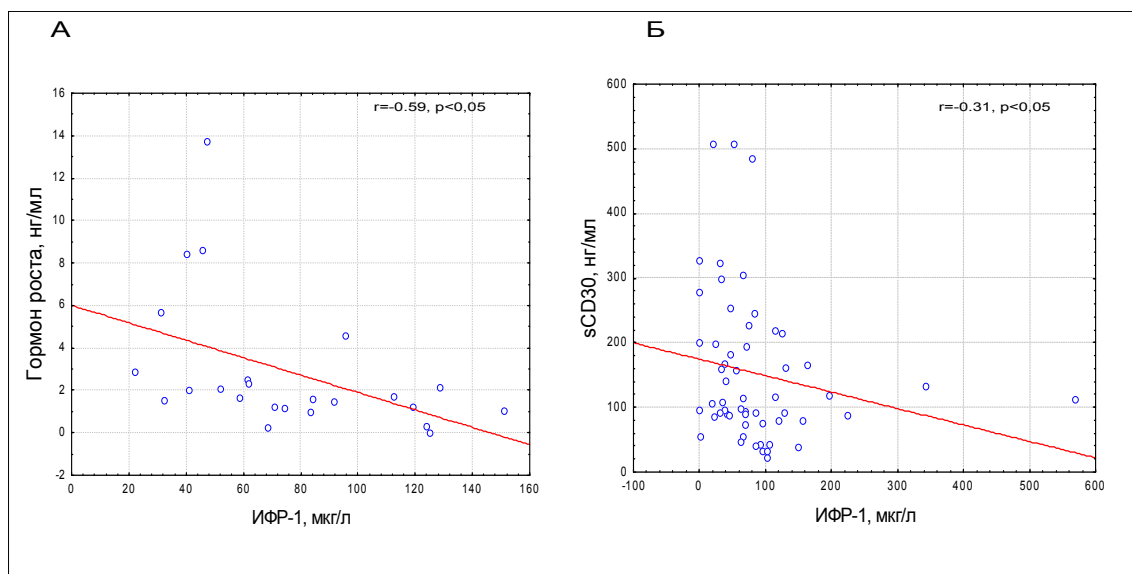 А
Гормон роста, нг/мл
16
14
12
10
8
6
4
2
0
-2
r=-0.59, p<0,05
0 20 40 60 80 100 120 140 160
ИФР-1, мкг/л
Б
sCD30, нг/мл
600
500
400
300
200
100
0
r=-0.31, p<0,05
-100 0 100 200 300 400 500 600
ИФР-1, мкг/л